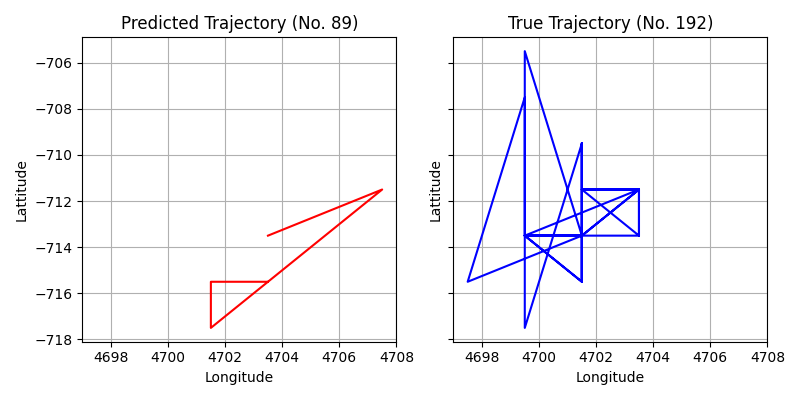 Predicted Trajectory (No. 89)
True Trajectory (No. 192)
Lattitude
−706
−708
−710
−712
−714
−716
−718
4698 4700 4702 4704 4706 4708
Longitude
Lattitude
4698 4700 4702 4704 4706 4708
Longitude